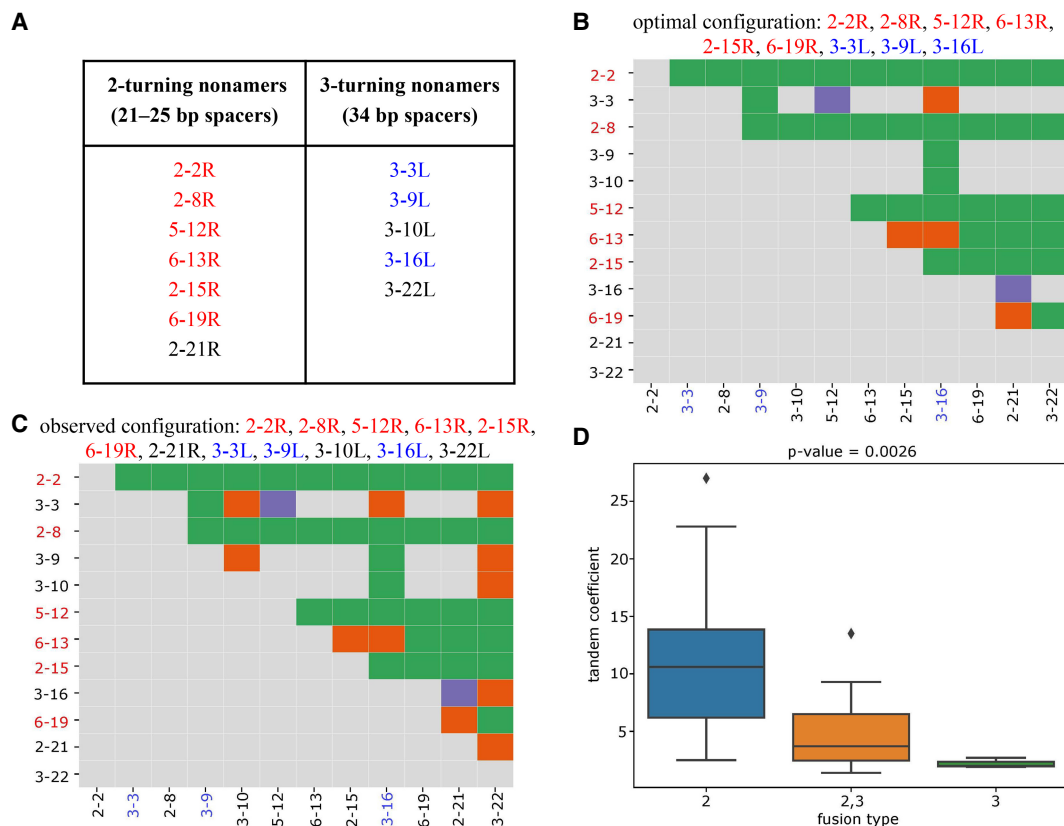 A
2-turning nonamers
(21–25 bp spacers)
3-turning nonamers
(34 bp spacers)
2-2R
2-8R
5-12R
6-13R
2-15R
6-19R
2-21R
3-3L
3-9L
3-10L
3-16L
3-22L
B
optimal configuration: 2-2R, 2-8R, 5-12R, 6-13R,
2-15R, 6-19R, 3-3L, 3-9L, 3-16L
2-2
3-3
2-8
3-9
3-10
5-12
6-13
2-15
3-16
6-19
2-21
3-22
2-2
3-3
2-8
3-9
3-10
5-12
6-13
2-15
3-16
6-19
2-21
3-22
C
observed configuration: 2-2R, 2-8R, 5-12R, 6-13R, 2-15R,
6-19R, 2-21R, 3-3L, 3-9L, 3-10L, 3-16L, 3-22L
2-2
3-3
2-8
3-9
3-10
5-12
6-13
2-15
3-16
6-19
2-21
3-22
2-2
3-3
2-8
3-9
3-10
5-12
6-13
2-15
3-16
6-19
2-21
3-22
D
p-value = 0.0026
tandem coefficient
25
20
15
10
5
2
2,3
3
fusion type